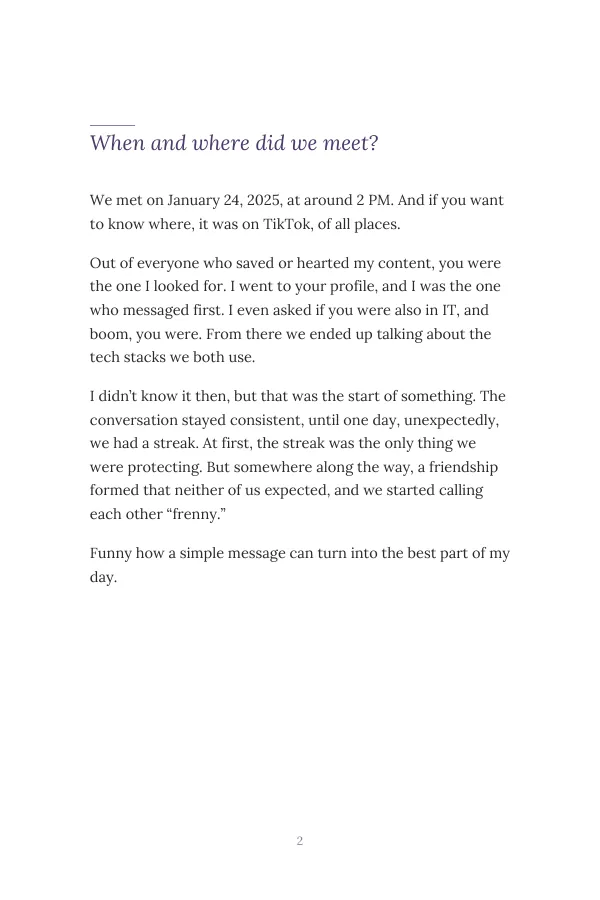 When and where did we meet?
We met on January 24, 2025, at around 2 PM. And if you want
to know where, it was on TikTok, of all places.
Out of everyone who saved or hearted my content, you were
the one I looked for. I went to your profile, and I was the one
who messaged first. I even asked if you were also in IT, and
boom, you were. From there we ended up talking about the
tech stacks we both use.
I didn’t know it then, but that was the start of something. The
conversation stayed consistent, until one day, unexpectedly,
we had a streak. At first, the streak was the only thing we
were protecting. But somewhere along the way, a friendship
formed that neither of us expected, and we started calling
each other “frenny.”
Funny how a simple message can turn into the best part of my
day.
2